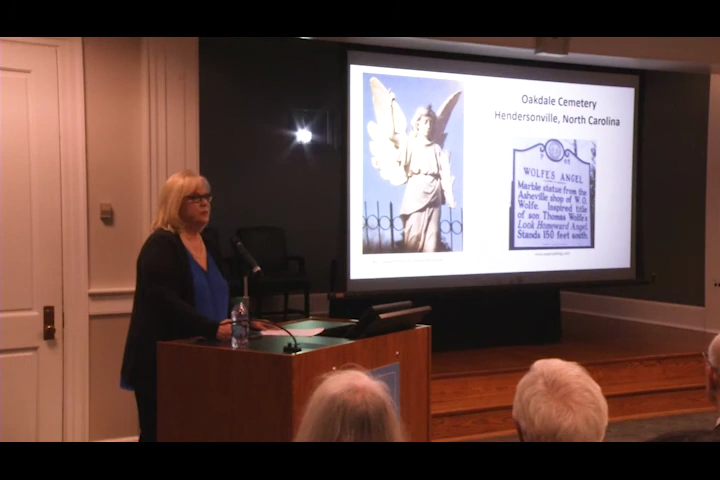 Oakdale Cemetery
Hendersonville, North Carolina
WOLFE'S ANGEL
Marble statue from the
Asheville shop of W. O.
Wolfe. Inspired title
of son Thomas Wolfe's
Look Homeward Angel.
Stands 150 feet south.